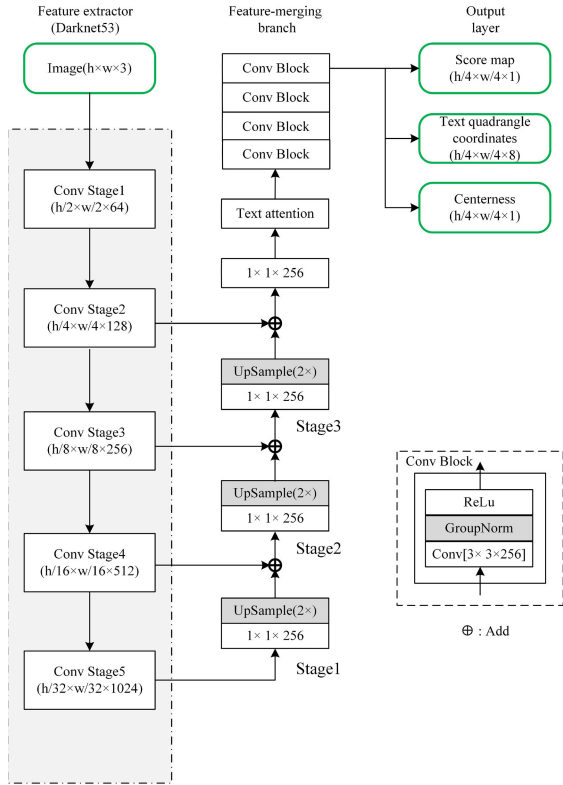 Feature extractor
(Darknet53)
Image(h×w×3)
Conv Stage1
(h/2×w/2×64)
Conv Stage2
(h/4×w/4×128)
Conv Stage3
(h/8×w/8×256)
Conv Stage4
(h/16×w/16×512)
Conv Stage5
(h/32×w/32×1024)
Feature-merging
branch
Conv Block
Conv Block
Conv Block
Conv Block
Text attention
1× 1× 256
⊕
UpSample(2×)
1× 1× 256
Stage3
⊕
UpSample(2×)
1× 1× 256
Stage2
⊕
UpSample(2×)
1× 1× 256
Stage1
Output
layer
Score map
(h/4×w/4×1)
Text quadrangle
coordinates
(h/4×w/4×8)
Centerness
(h/4×w/4×1)
Conv Block
ReLu
GroupNorm
Conv[3× 3×256]
⊕ : Add